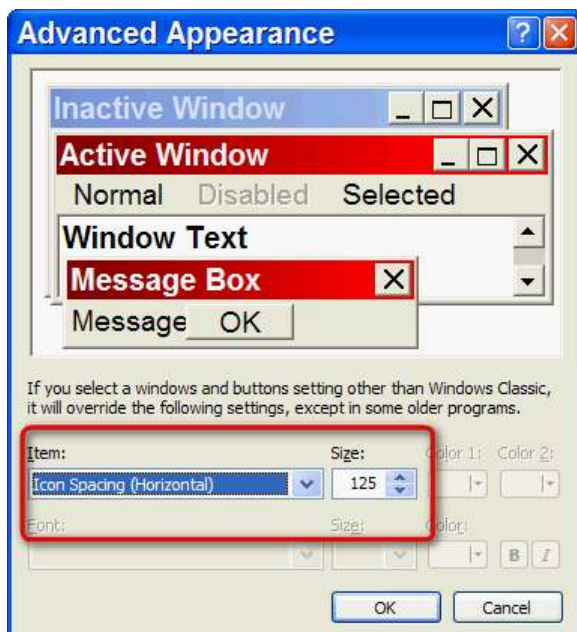 Advanced Appearance
Inactive Window
Active Window
Normal Disabled Selected
Window Text
Message Box
Message OK
If you select a windows and buttons setting other than Windows Classic,
it will override the following settings, except in some older programs.
Item: Size: Color 1: Color 2:
Icon Spacing (Horizontal) 125
Font: Size: Color:
B I
OK Cancel